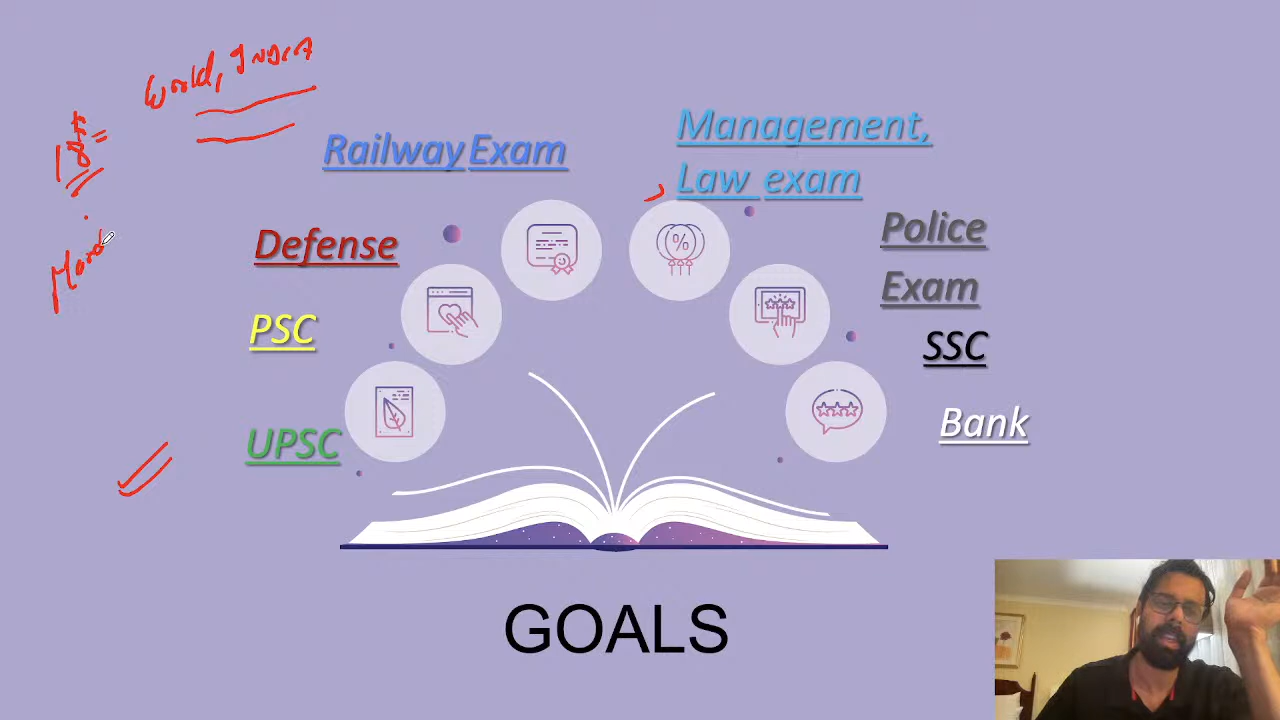 World, INDIA
Railway Exam
Management,
Law exam
Defense
Police
Exam
PSC
SSC
UPSC
Bank
%
GOALS